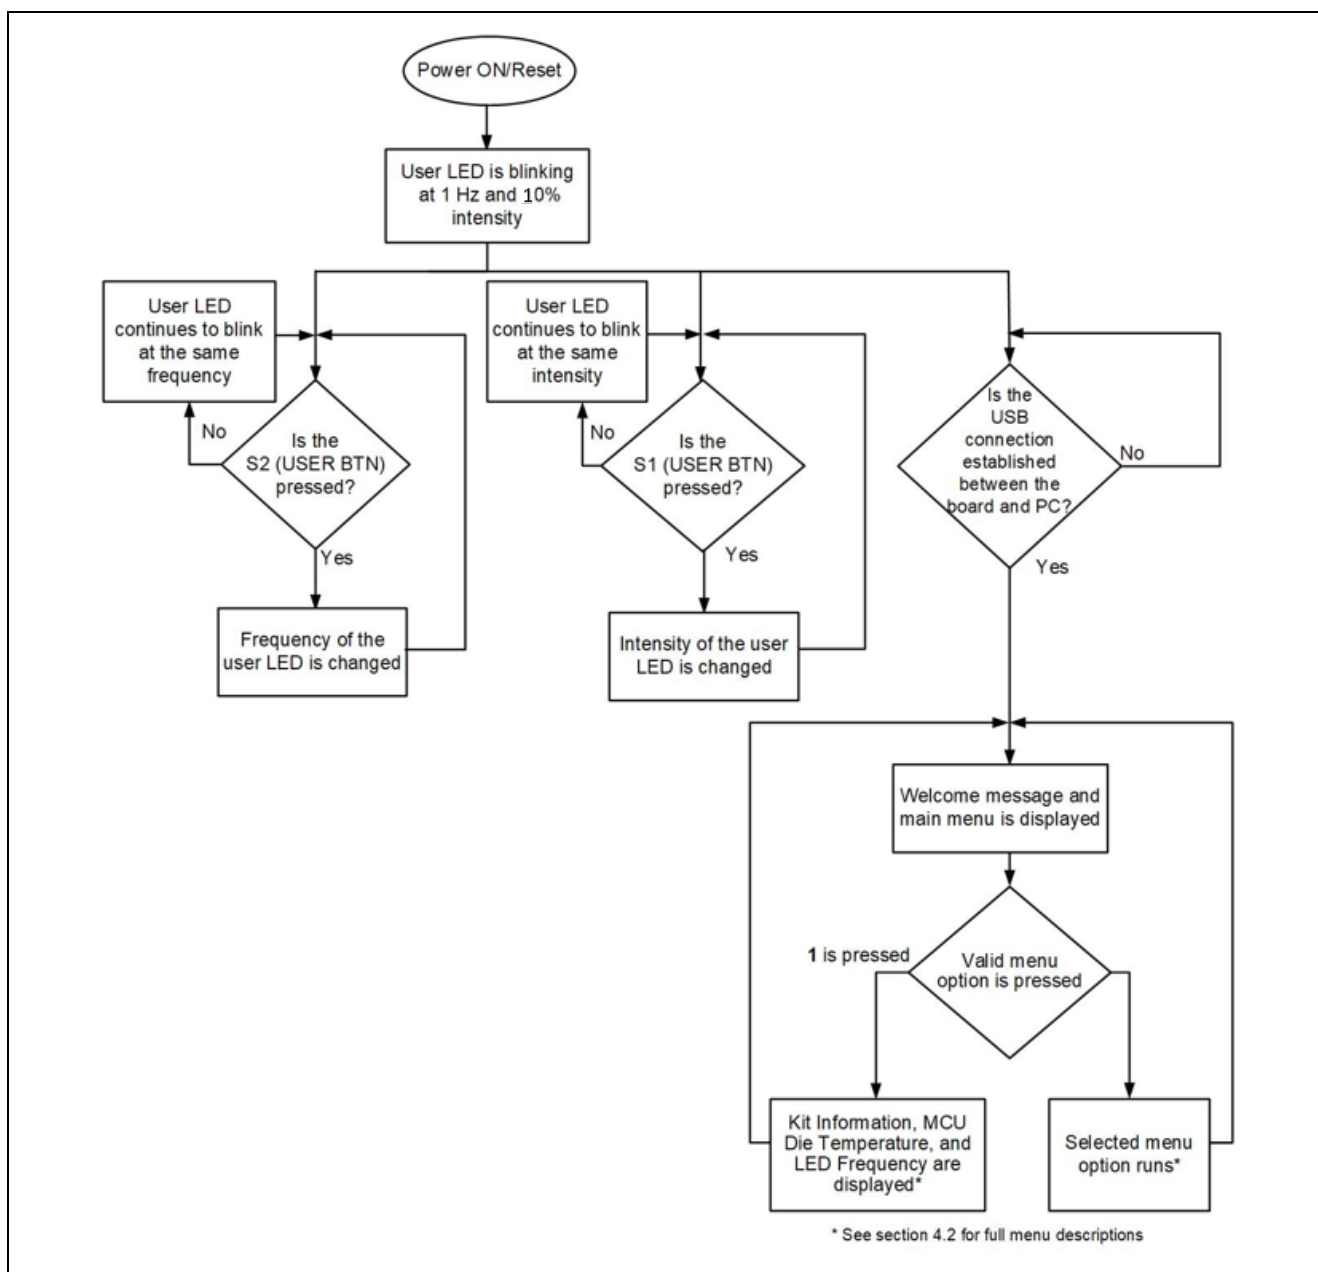 Power ON/Reset
User LED is blinking
at 1 Hz and 10%
intensity
User LED
continues to blink
at the same
frequency
No
Is the
S2 (USER BTN)
pressed?
Yes
Frequency of the
user LED is changed
User LED
continues to blink
at the same
intensity
No
Is the
S1 (USER BTN)
pressed?
Yes
Intensity of the user
LED is changed
Is the
USB
connection
established
between the
board and PC?
No
Yes
Welcome message and
main menu is displayed
1 is pressed
Valid menu
option is pressed
Kit Information, MCU
Die Temperature, and
LED Frequency are
displayed*
Selected menu
option runs*
* See section 4.2 for full menu descriptions